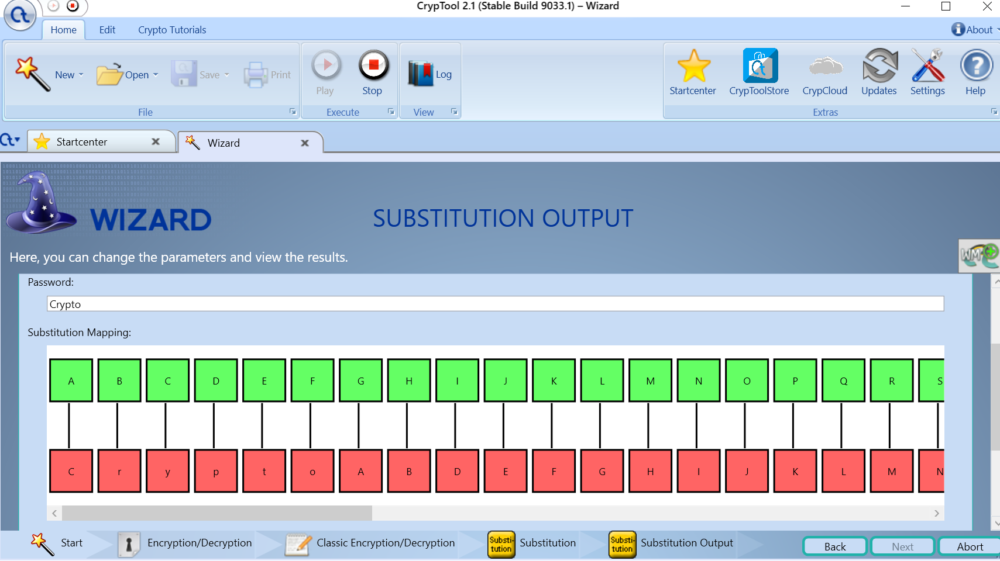 CrypTool 2.1 (Stable Build 9033.1) – Wizard
Home Edit Crypto Tutorials About
New Open Save Print Play Stop Log Startcenter CrypToolStore CrypCloud Updates Settings Help
File Execute View Extras
Startcenter Wizard
WIZARD
SUBSTITUTION OUTPUT
Here, you can change the parameters and view the results.
WM
Password:
Crypto
Substitution Mapping:
A B C D E F G H I J K L M N O P Q R S
C r y p t o A B D E F G H I J K L M N
Start Encryption/Decryption Classic Encryption/Decryption Substi-tution Substitution Substi-tution Substitution Output
Back Next Abort